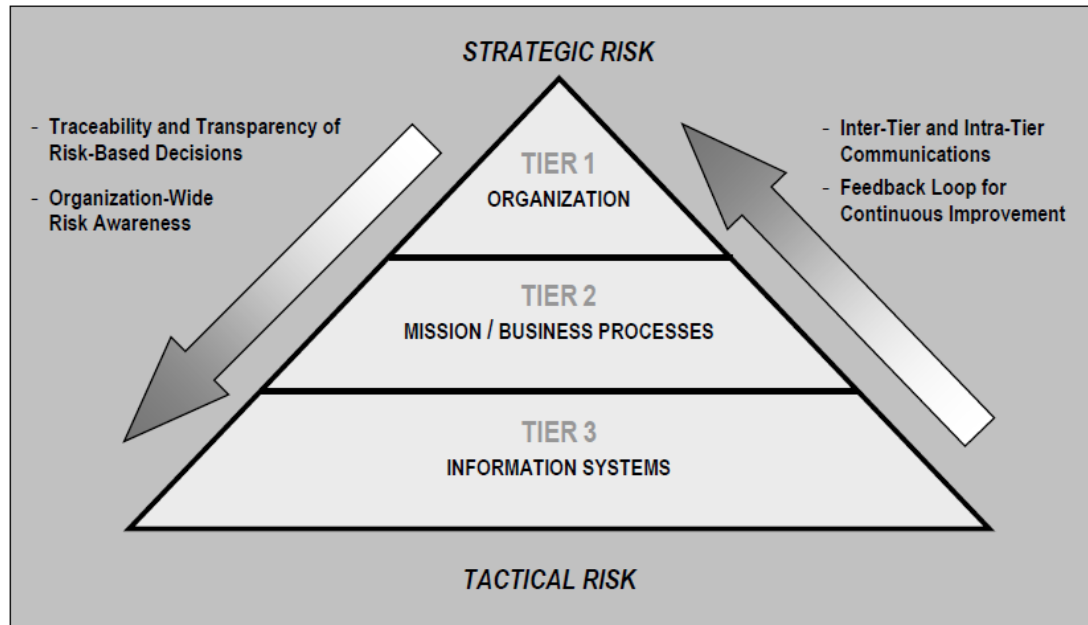 STRATEGIC RISK
- Traceability and Transparency of
Risk-Based Decisions
- Organization-Wide
Risk Awareness
- Inter-Tier and Intra-Tier
Communications
- Feedback Loop for
Continuous Improvement
TIER 1
ORGANIZATION
TIER 2
MISSION / BUSINESS PROCESSES
TIER 3
INFORMATION SYSTEMS
TACTICAL RISK